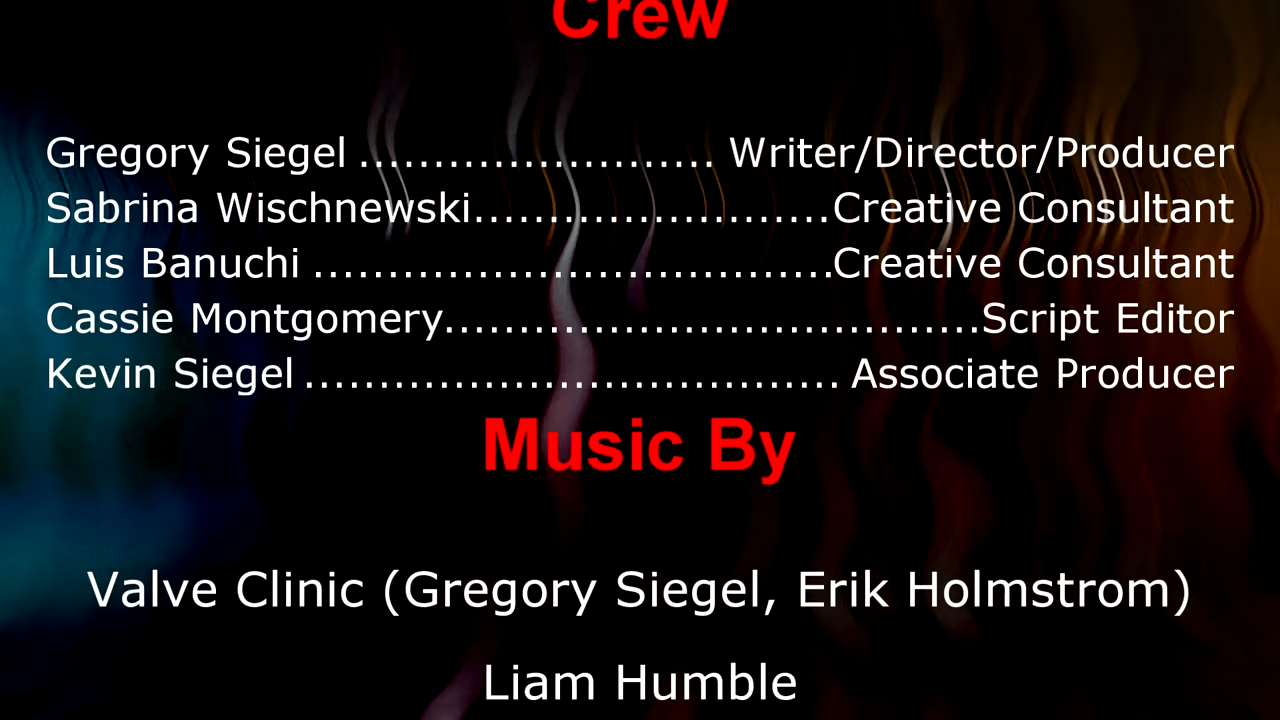 Crew
Gregory Siegel ........................ Writer/Director/Producer
Sabrina Wischnewski........................Creative Consultant
Luis Banuchi ...................................Creative Consultant
Cassie Montgomery....................................Script Editor
Kevin Siegel .................................... Associate Producer
Music By
Valve Clinic (Gregory Siegel, Erik Holmstrom)
Liam Humble